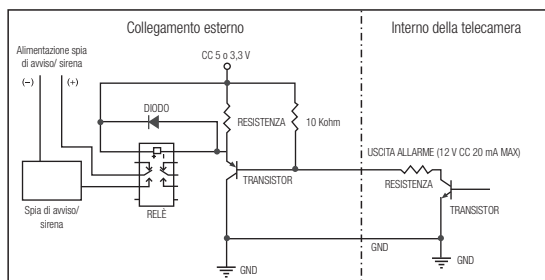 Collegamento esterno
Interno della telecamera
CC 5 o 3,3 V
Alimentazione spia
di avviso/ sirena
(–)
(+)
DIODO
RESISTENZA
10 Kohm
USCITA ALLARME (12 V CC 20 mA MAX)
RESISTENZA
TRANSISTOR
TRANSISTOR
Spia di avviso/
sirena
RELÈ
GND
GND
GND